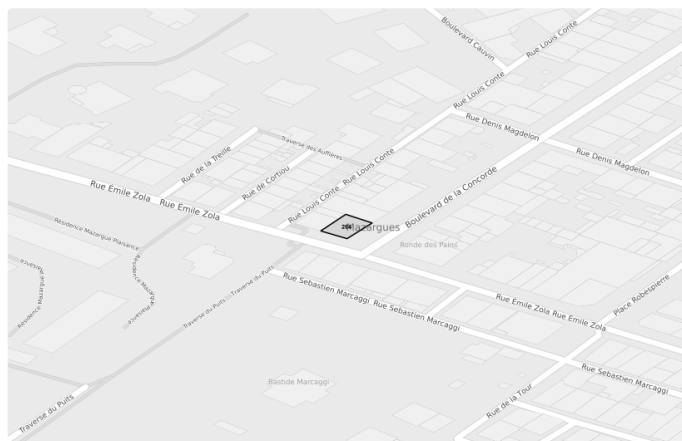 Boulevard Cauvin
Rue Louis Conte
Rue Louis Conte
Rue Denis Magdelon
Rue Denis Magdelon
Traverse des Auffières
Rue Louis Conte
Rue de la Treille
Rue de Cortiou
Rue Louis Conte
Rue Emile Zola
Rue Emile Zola
Boulevard de la Concorde
Mazargues
Ronde des Pains
Résidence Mazargue Plaisance
Résidence Mazargue Plaisance
Résidence Mazargue Plaisance
Traverse du Puits
Traverse du Puits
Rue Sebastien Marcaggi
Rue Sebastien Marcaggi
Place Robespierre
Rue Emile Zola
Rue Emile Zola
Rue Sebastien Marcaggi
Bastide Marcaggi
Rue de la Tour
Traverse du Puits